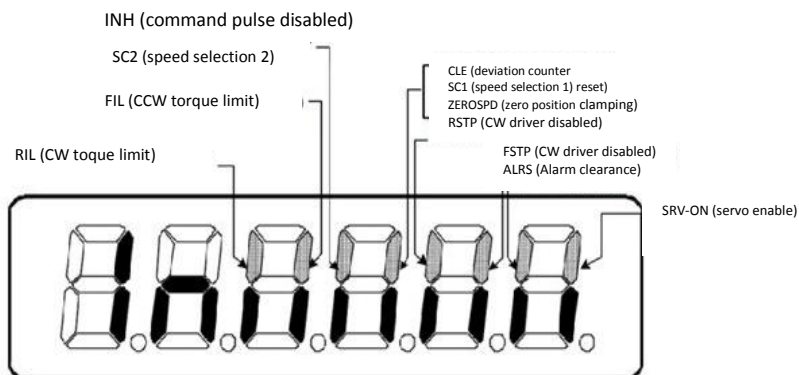 INH (command pulse disabled)
SC2 (speed selection 2)
FIL (CCW torque limit)
RIL (CW toque limit)
CLE (deviation counter
SC1 (speed selection 1) reset)
ZEROSPD (zero position clamping)
RSTP (CW driver disabled)
FSTP (CW driver disabled)
ALRS (Alarm clearance)
SRV-ON (servo enable)